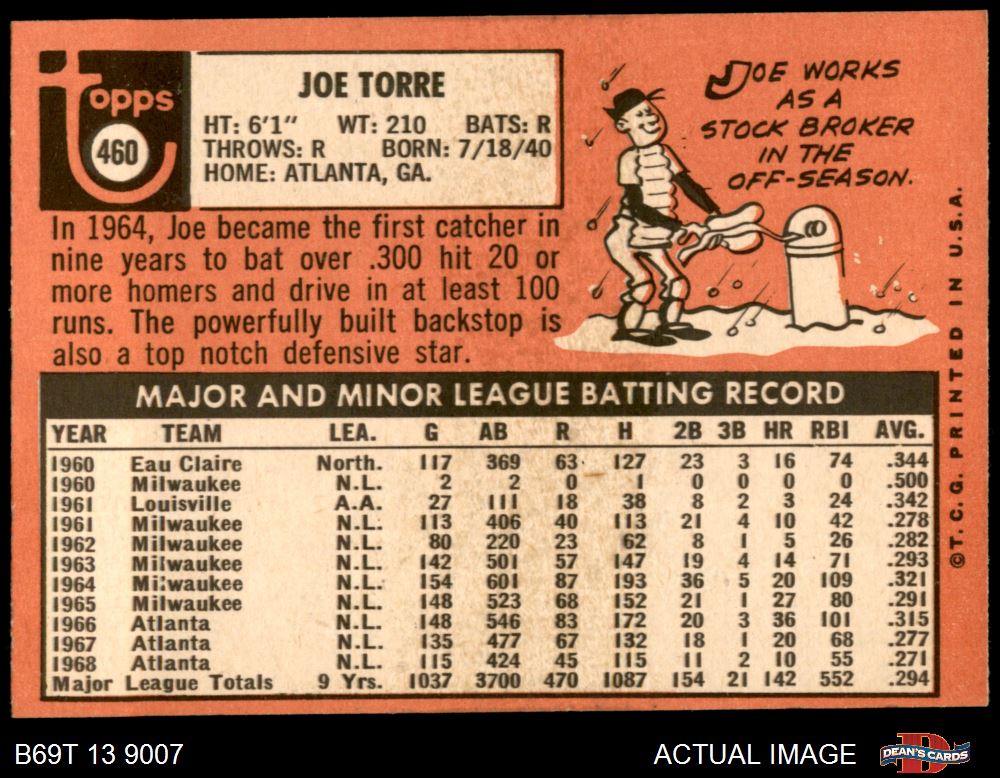 Topps
460
JOE TORRE
HT: 6'1" WT: 210 BATS: R
THROWS: R BORN: 7/18/40
HOME: ATLANTA, GA.
In 1964, Joe became the first catcher in
nine years to bat over .300 hit 20 or
more homers and drive in at least 100
runs. The powerfully built backstop is
also a top notch defensive star.
JOE WORKS
AS A
STOCK BROKER
IN THE
OFF-SEASON.
MAJOR AND MINOR LEAGUE BATTING RECORD
YEAR TEAM LEA. G AB R H 2B 3B HR RBI AVG.
1960 Eau Claire North. 117 369 63 127 23 3 16 74 .344
1960 Milwaukee N.L. 2 2 0 1 0 0 0 0 .500
1961 Louisville A.A. 27 111 18 38 8 2 3 24 .342
1961 Milwaukee N.L. 113 406 40 113 21 4 10 42 .278
1962 Milwaukee N.L. 80 220 23 62 8 1 5 26 .282
1963 Milwaukee N.L. 142 501 57 147 19 4 14 71 .293
1964 Milwaukee N.L. 154 601 87 193 36 5 20 109 .321
1965 Milwaukee N.L. 148 523 68 152 21 1 27 80 .291
1966 Atlanta N.L. 148 546 83 172 20 3 36 101 .315
1967 Atlanta N.L. 135 477 67 132 18 1 20 68 .277
1968 Atlanta N.L. 115 424 45 115 11 2 10 55 .271
Major League Totals 9 Yrs. 1037 3700 470 1087 154 21 142 552 .294
©T. C. G. PRINTED IN U.S.A.
B69T 13 9007
ACTUAL IMAGE
DEAN'S CARDS